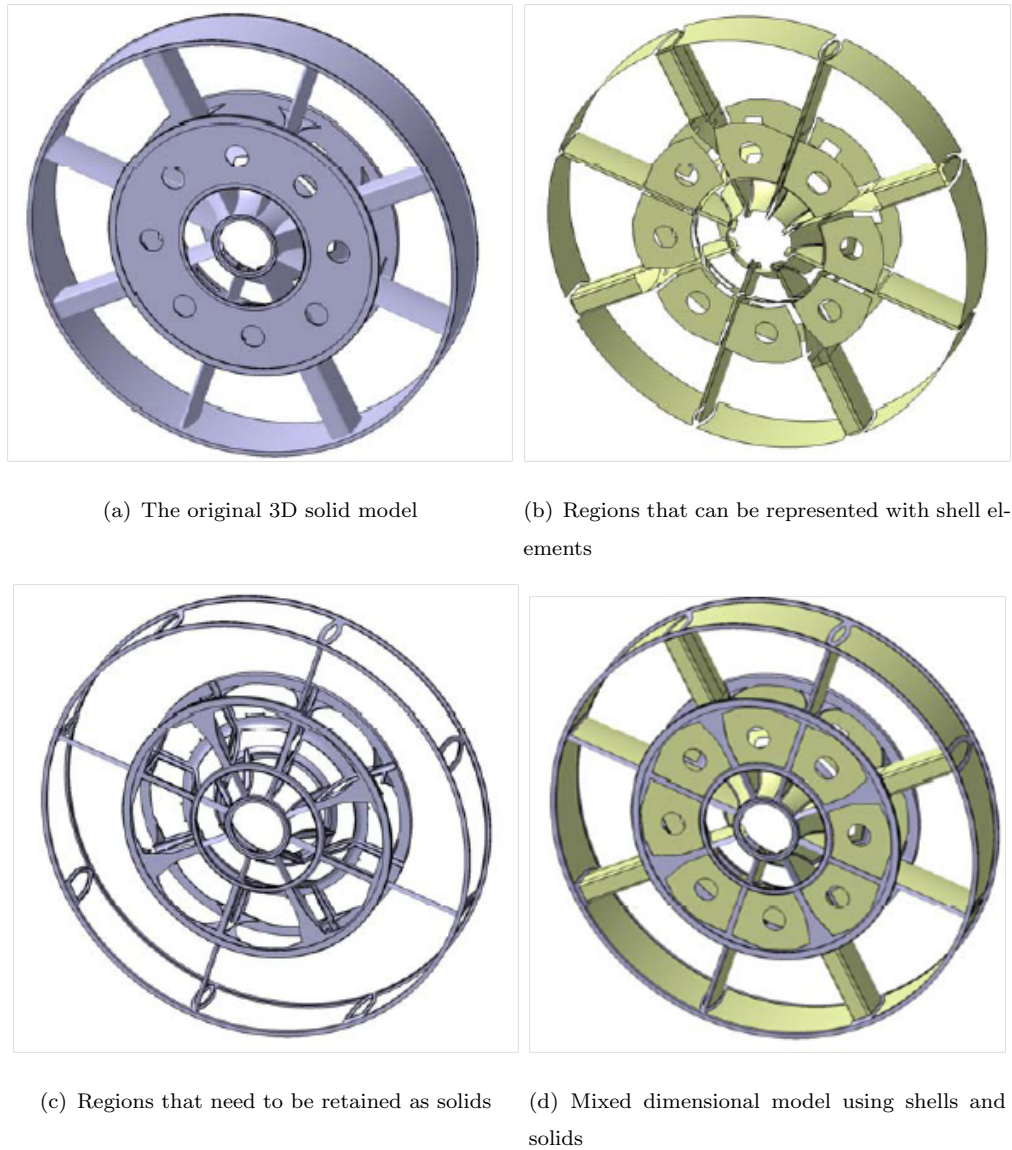 (a) The original 3D solid model
(b) Regions that can be represented with shell el-
ements
(c) Regions that need to be retained as solids
(d) Mixed dimensional model using shells and
solids